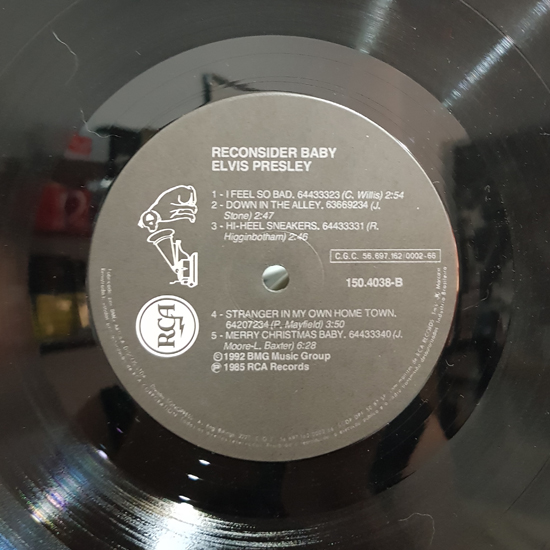 RECONSIDER BABY
ELVIS PRESLEY
1 - I FEEL SO BAD. 64433323 (C. Willis) 2:54
2 - DOWN IN THE ALLEY. 63669234 (J.
Stone) 2:47
3 - HI-HEEL SNEAKERS. 64433331 (R.
Higginbotham) 2:46
C.G.C. 56.697.162/0002-66
150.4038-B
4 - STRANGER IN MY OWN HOME TOWN.
64207234 (P. Mayfield) 3:50
5 - MERRY CHRISTMAS BABY. 64433340 (J.
Moore-L. Baxter) 6:28
© 1992 BMG Music Group
℗ 1985 RCA Records
RCA